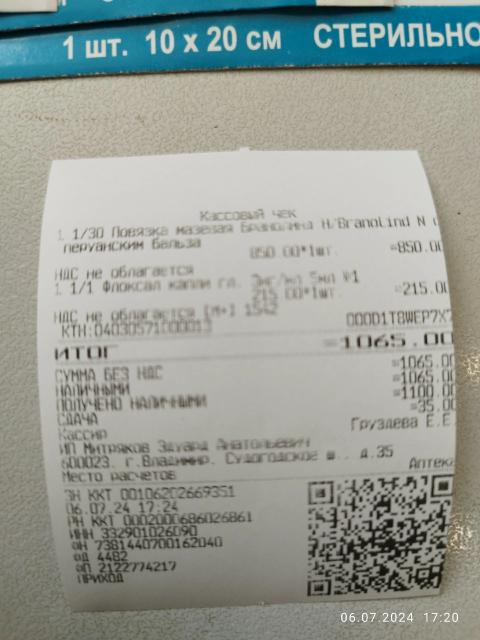 1 шт. 10 x 20 см СТЕРИЛЬНО
Кассовый чек
1 1/30 Повязка мазевая Бранолинд Н/Branolind N
перуанским бальза
850.00*1шт. =850.00
НДС не облагается
1 1/1 Флоксал капли гл. 3мг/мл 5мл №1
215.00*1шт. =215.00
НДС не облагается [М+] 1542
КТН:04030571000013 000D1T8WEP7X
ИТОГ =1065.00
СУММА БЕЗ НДС =1065.00
НАЛИЧНЫМИ =1065.00
ПОЛУЧЕНО НАЛИЧНЫМИ =1100.00
СДАЧА =35.00
Кассир Груздева Е.Е.
ИП Митряков Эдуард Анатольевич
600023, г.Владимир, Судогодское ш., д.35
Место расчетов Аптека
ЗН ККТ 00106202669351
06.07.24 17:24
РН ККТ 0002000686026861
ИНН 332901026090
ФН 7381440700162040
ФД 4482
ФП 2122774217
ПРИХОД
06.07.2024 17:20